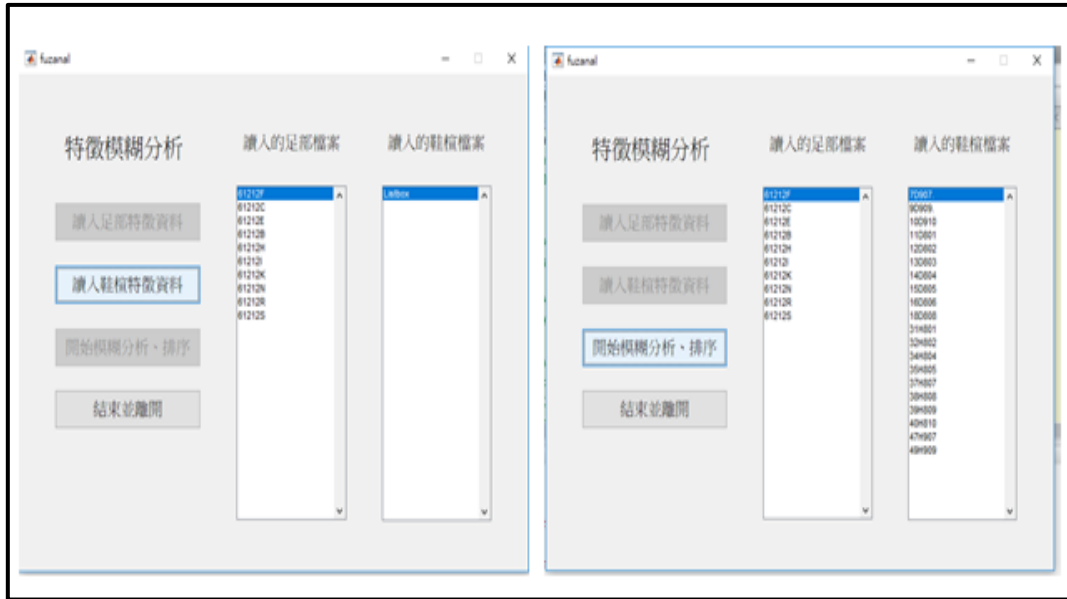 fuzanal
特徵模糊分析
讀入的足部檔案
讀入的鞋楦檔案
讀入足部特徵資料
讀入鞋楦特徵資料
開始模糊分析、排序
結束並離開
61212F
61212C
61212E
61212B
61212H
61212I
61212K
61212N
61212R
61212S
Listbox
fuzanal
特徵模糊分析
讀入的足部檔案
讀入的鞋楦檔案
讀入足部特徵資料
讀入鞋楦特徵資料
開始模糊分析、排序
結束並離開
61212F
61212C
61212E
61212B
61212H
61212I
61212K
61212N
61212R
61212S
7D907
9D909
10D910
11D801
12D802
13D803
14D804
15D805
16D806
18D808
31H801
32H802
34H804
35H805
37H807
38H808
39H809
40H810
47H907
49H909